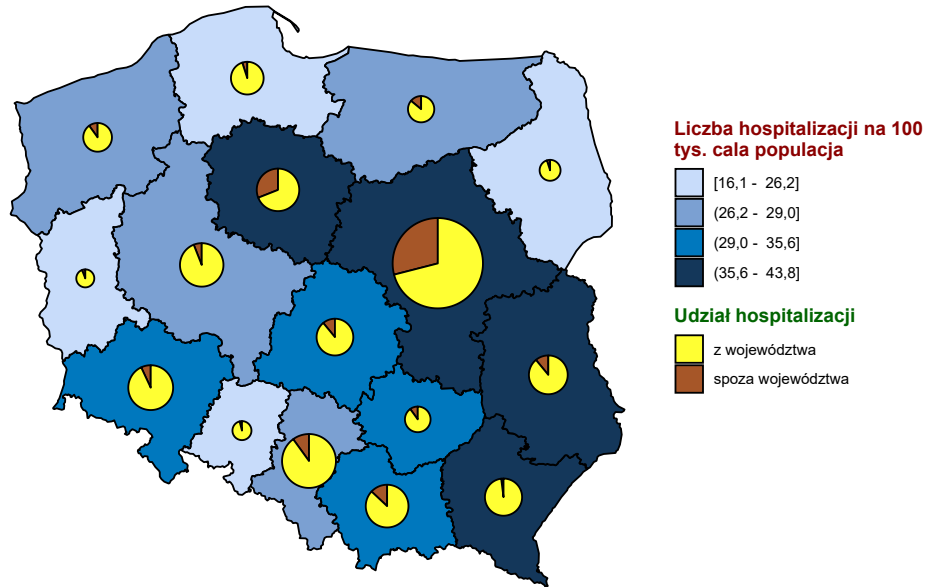 Liczba hospitalizacji na 100
tys. cala populacja
[16,1 - 26,2]
(26,2 - 29,0]
(29,0 - 35,6]
(35,6 - 43,8]
Udział hospitalizacji
z województwa
spoza województwa